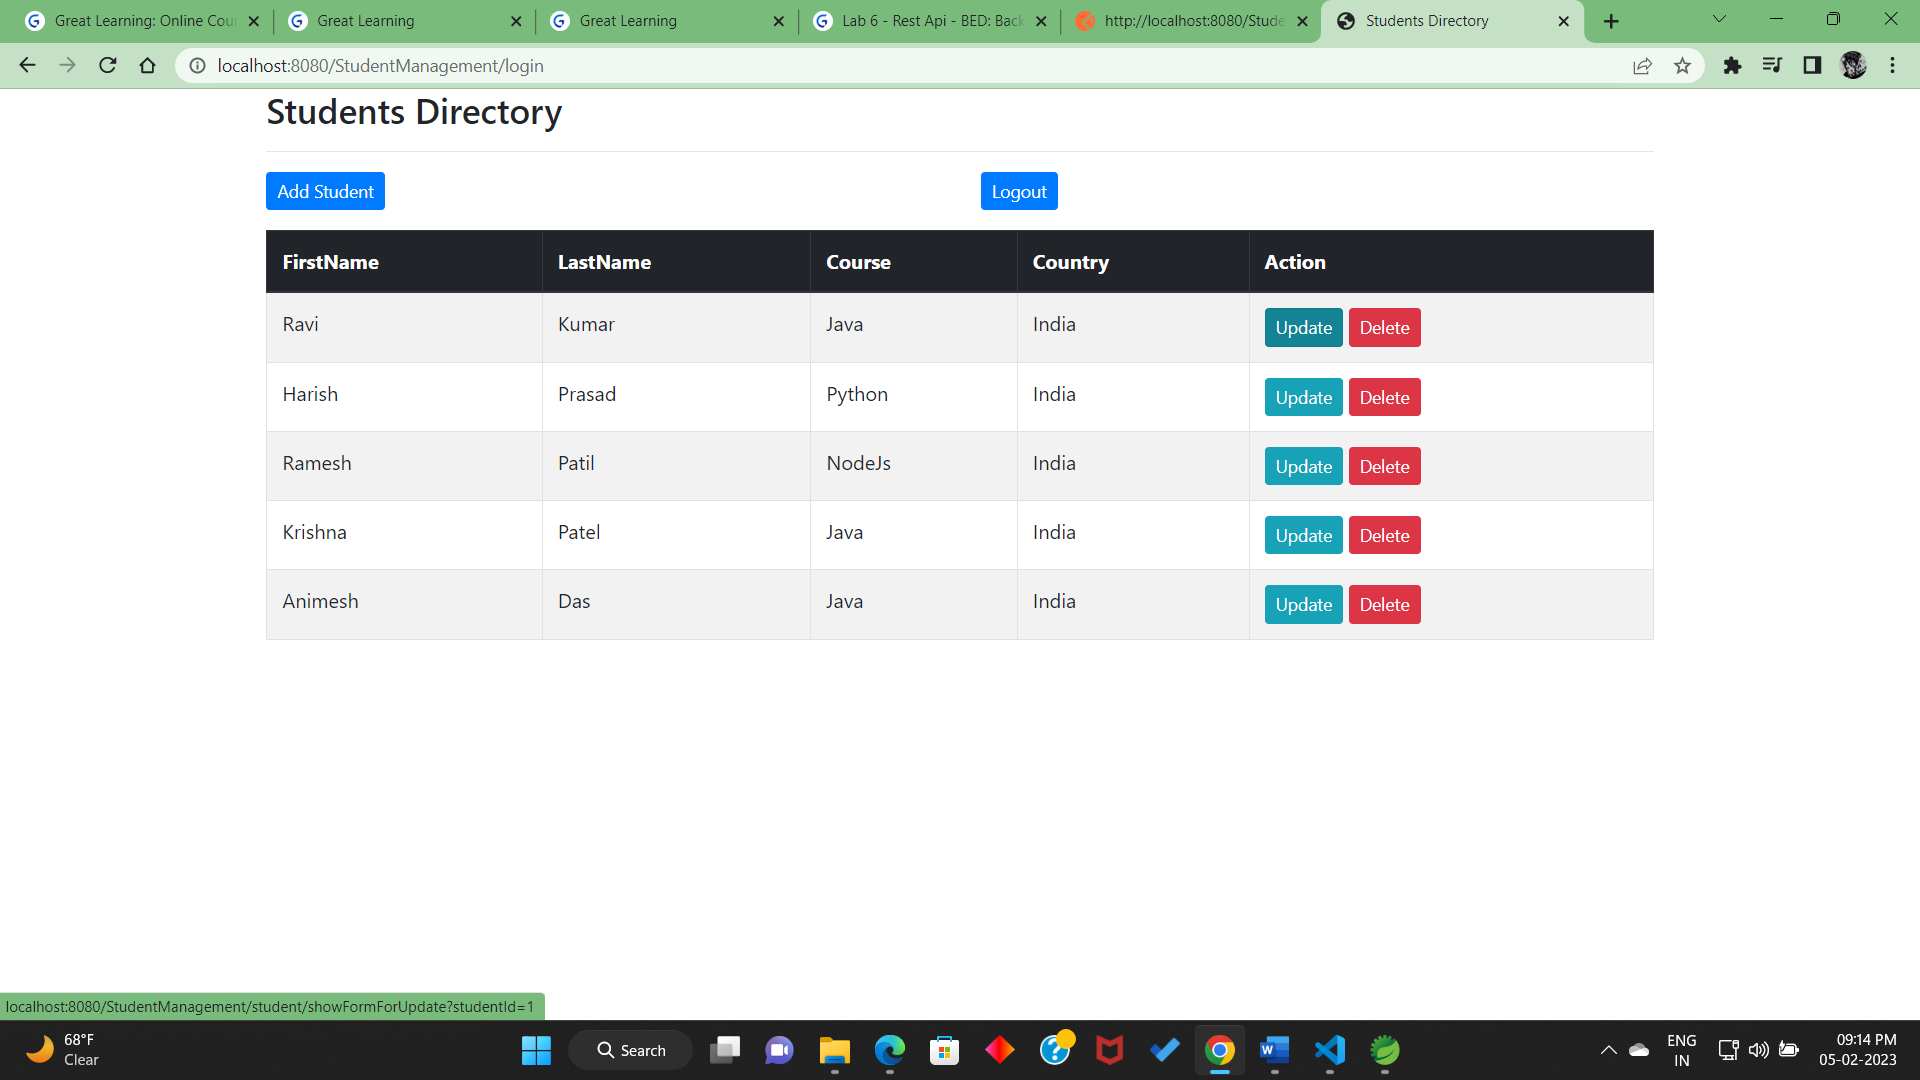 Great Learning: Online Cour
Great Learning
Great Learning
Lab 6 - Rest Api - BED: Back
http://localhost:8080/Stude
Students Directory
localhost:8080/StudentManagement/login
Students Directory
Add Student
Logout
FirstName LastName Course Country Action
Ravi Kumar Java India Update Delete
Harish Prasad Python India Update Delete
Ramesh Patil NodeJs India Update Delete
Krishna Patel Java India Update Delete
Animesh Das Java India Update Delete
localhost:8080/StudentManagement/student/showFormForUpdate?studentId=1
68°F
Clear
Search
ENG
IN
09:14 PM
05-02-2023